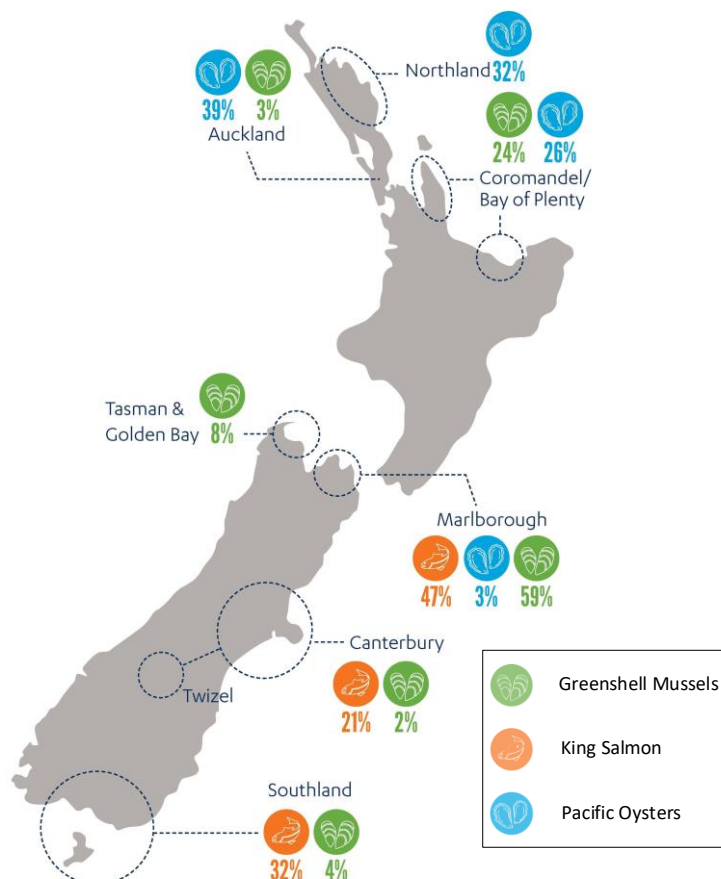 Northland
32%
39% 3%
Auckland
24% 26%
Coromandel/
Bay of Plenty
Tasman &
Golden Bay
8%
Marlborough
47% 3% 59%
Canterbury
21% 2%
Twizel
Southland
32% 4%
Greenshell Mussels
King Salmon
Pacific Oysters